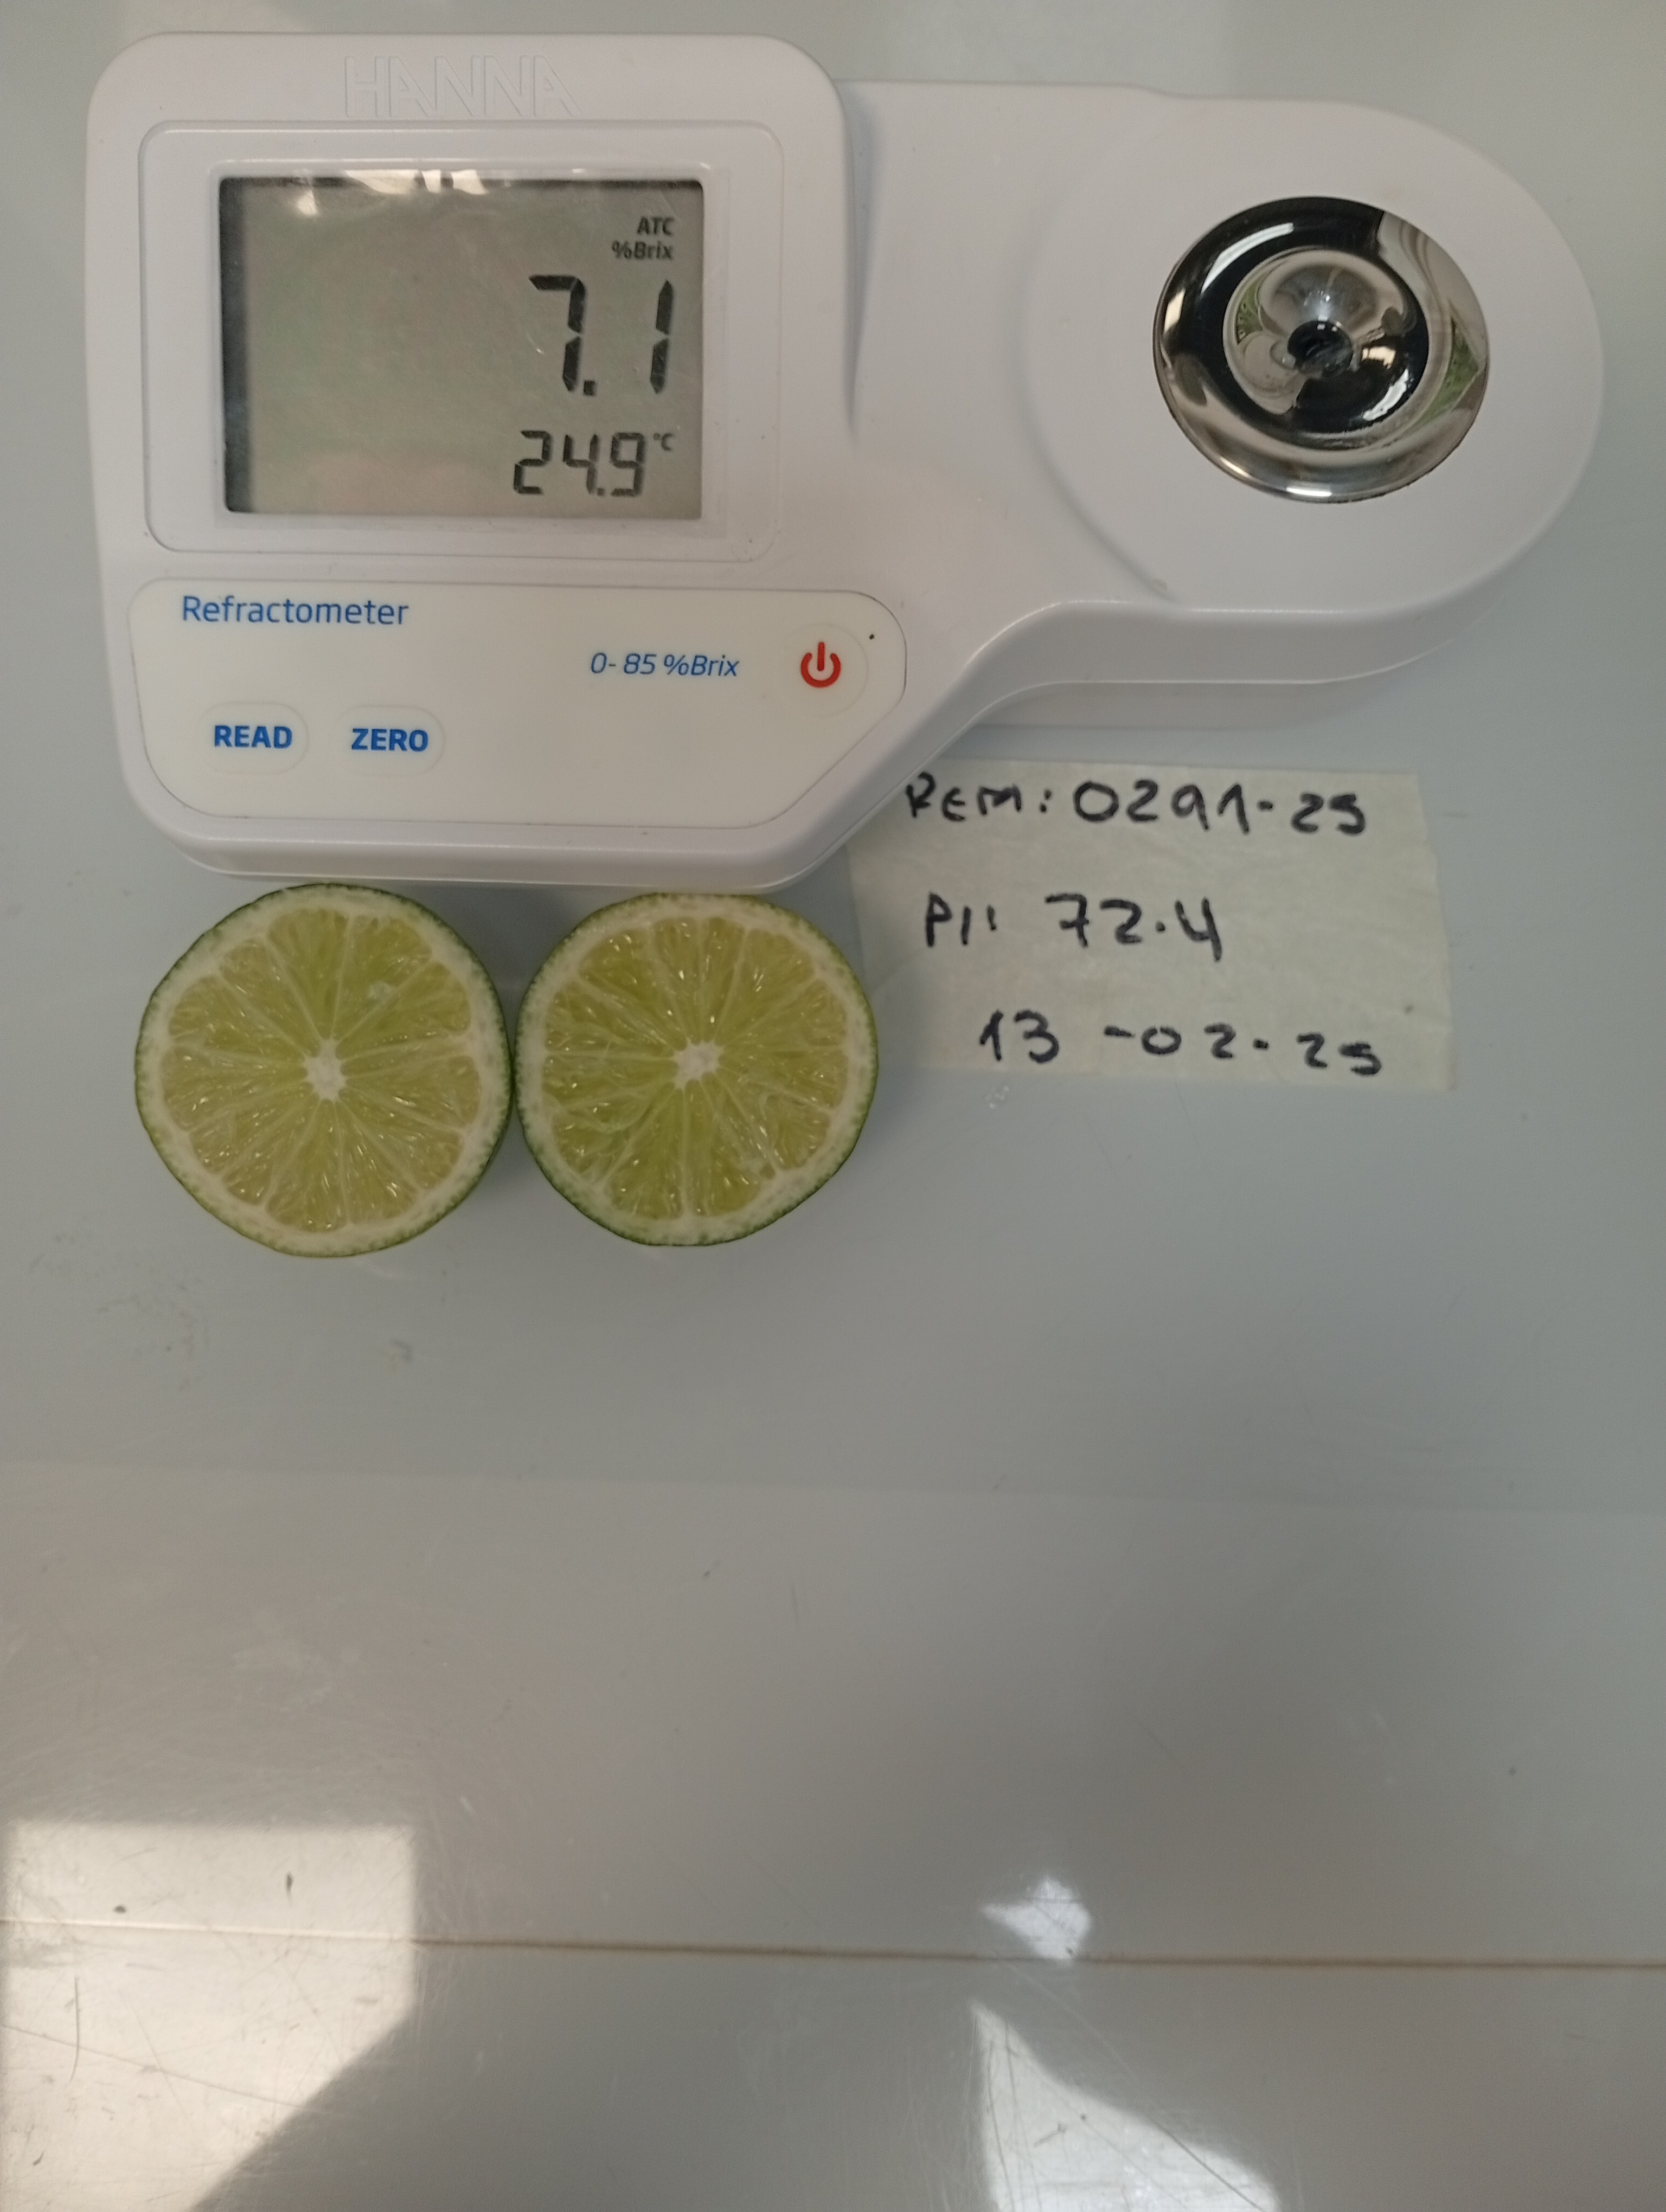 HANNA
ATC
%Brix
7.1
24.9°C
Refractometer
0-85 %Brix
READ ZERO
REM: 0291-25
PI: 72.4
13-02-25